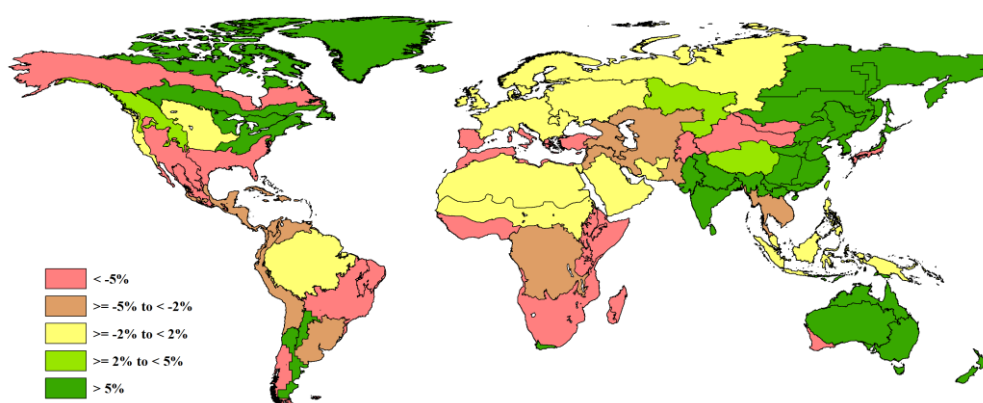 < -5%
>= -5% to < -2%
>= -2% to < 2%
>= 2% to < 5%
> 5%